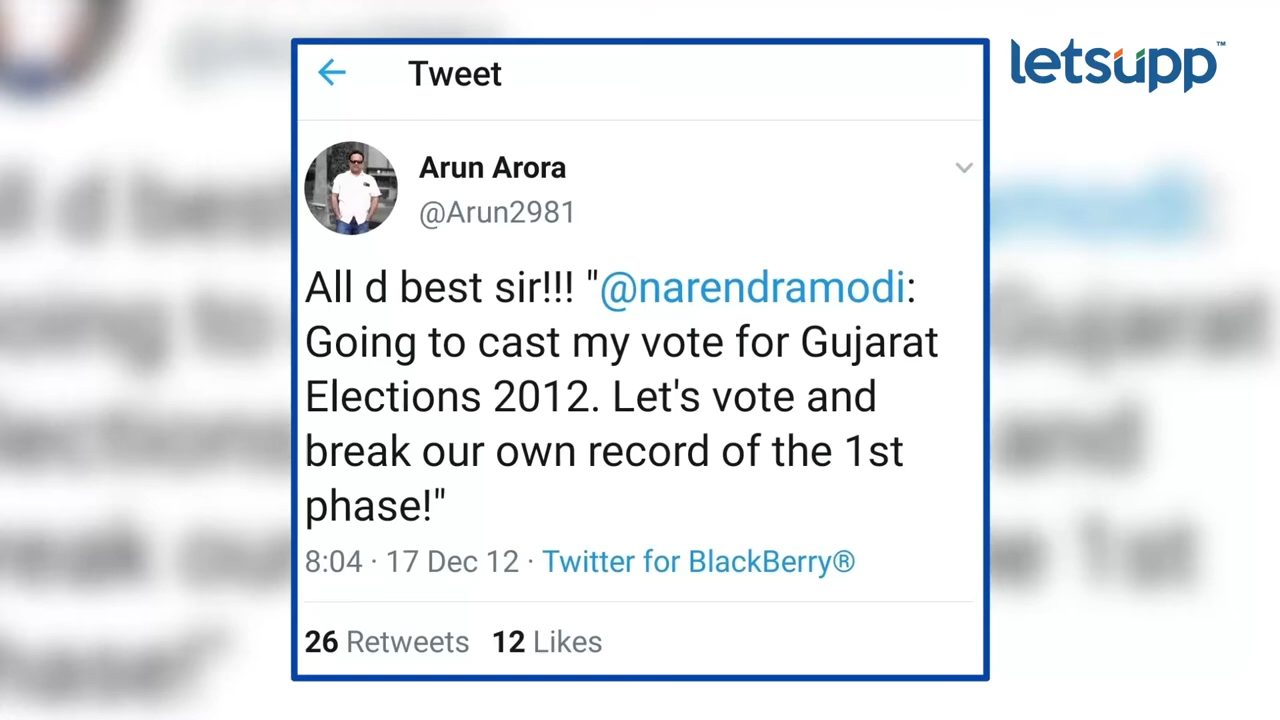 letsupp™
Tweet
Arun Arora
@Arun2981
All d best sir!!! "@narendramodi:
Going to cast my vote for Gujarat
Elections 2012. Let's vote and
break our own record of the 1st
phase!"
8:04 · 17 Dec 12 · Twitter for BlackBerry®
26 Retweets 12 Likes